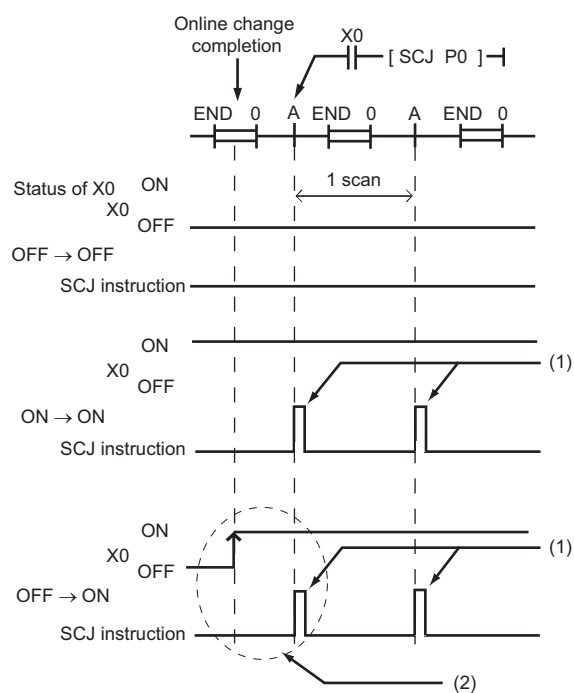 Online change
completion
X0
[ SCJ P0 ]
END 0 A END 0 A END 0
Status of X0 ON
1 scan
X0
OFF
OFF → OFF
SCJ instruction
ON
(1)
X0
OFF
ON → ON
SCJ instruction
ON
(1)
X0
OFF
OFF → ON
SCJ instruction
(2)